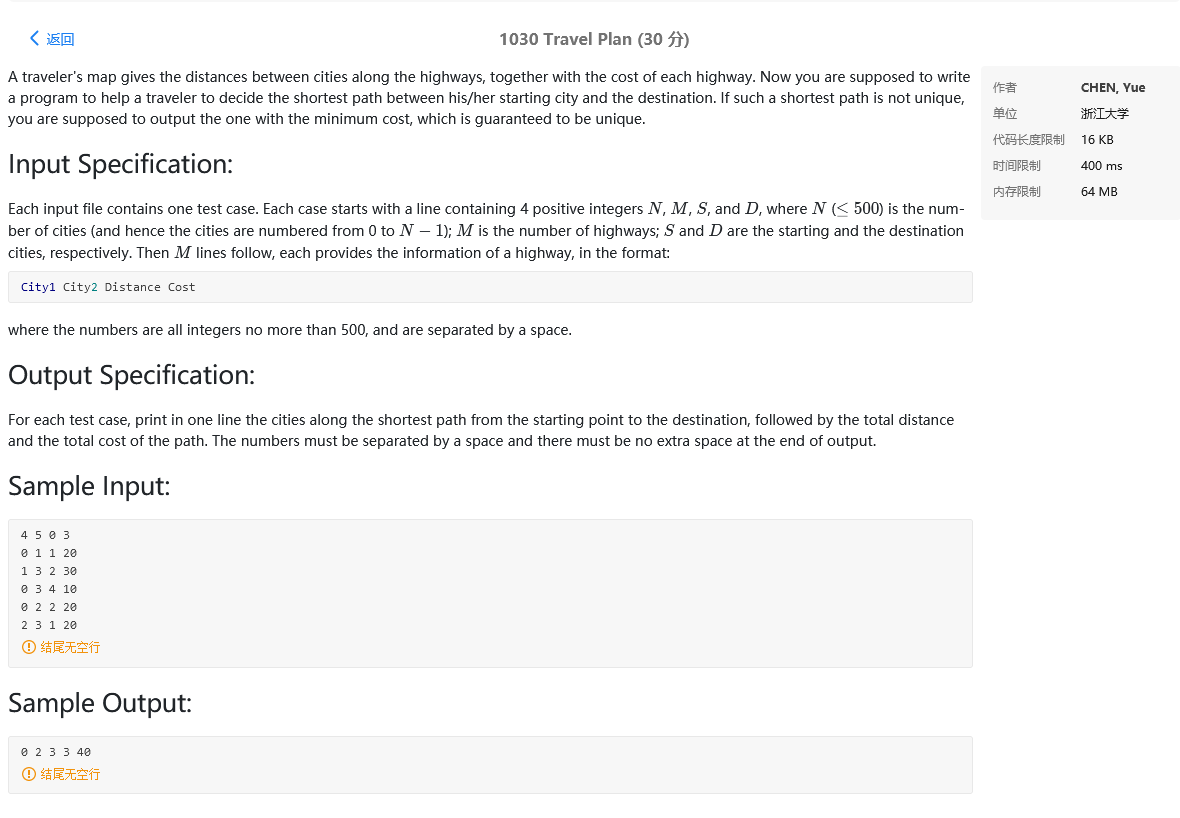 返回
1030 Travel Plan (30 分)
A traveler's map gives the distances between cities along the highways, together with the cost of each highway. Now you are supposed to write
a program to help a traveler to decide the shortest path between his/her starting city and the destination. If such a shortest path is not unique,
you are supposed to output the one with the minimum cost, which is guaranteed to be unique.
作者 CHEN, Yue
单位 浙江大学
代码长度限制 16 KB
时间限制 400 ms
内存限制 64 MB
Input Specification:
Each input file contains one test case. Each case starts with a line containing 4 positive integers N, M, S, and D, where N (≤ 500) is the num-
ber of cities (and hence the cities are numbered from 0 to N − 1); M is the number of highways; S and D are the starting and the destination
cities, respectively. Then M lines follow, each provides the information of a highway, in the format:
City1 City2 Distance Cost
where the numbers are all integers no more than 500, and are separated by a space.
Output Specification:
For each test case, print in one line the cities along the shortest path from the starting point to the destination, followed by the total distance
and the total cost of the path. The numbers must be separated by a space and there must be no extra space at the end of output.
Sample Input:
4 5 0 3
0 1 1 20
1 3 2 30
0 3 4 10
0 2 2 20
2 3 1 20
结尾无空行
Sample Output:
0 2 3 3 40
结尾无空行